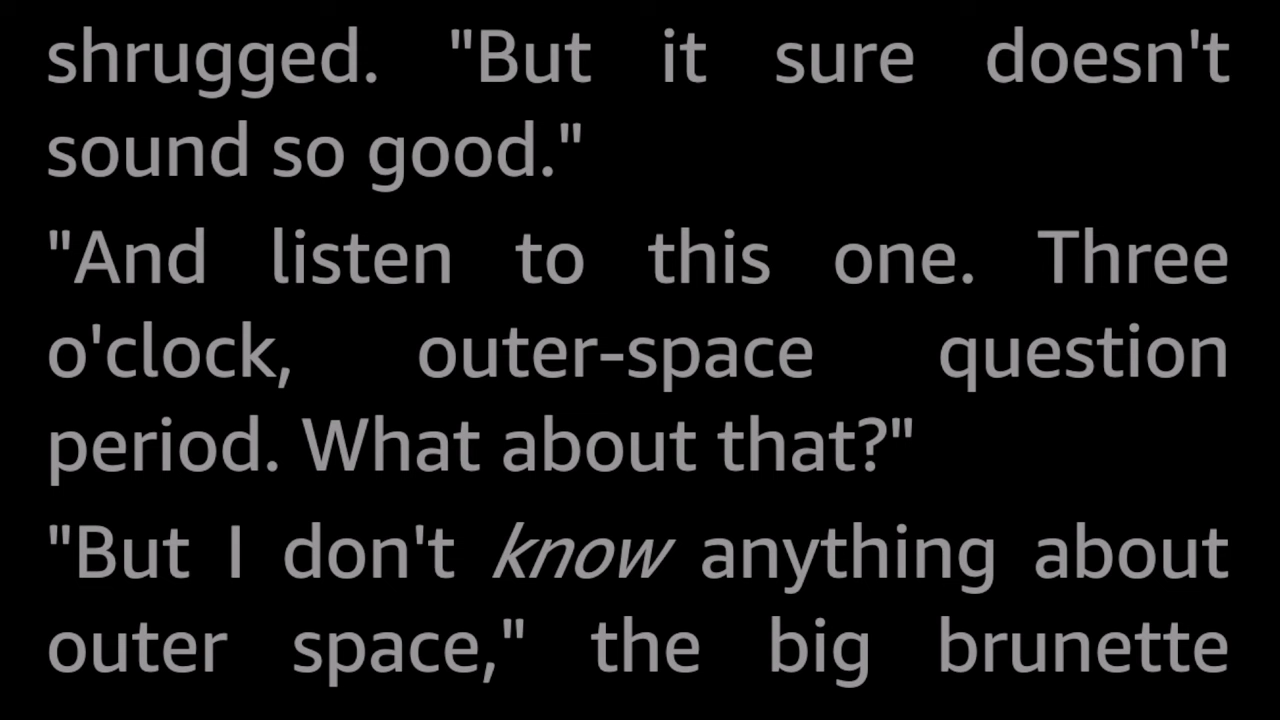 shrugged. "But it sure doesn't
sound so good."
"And listen to this one. Three
o'clock, outer-space question
period. What about that?"
"But I don't know anything about
outer space," the big brunette